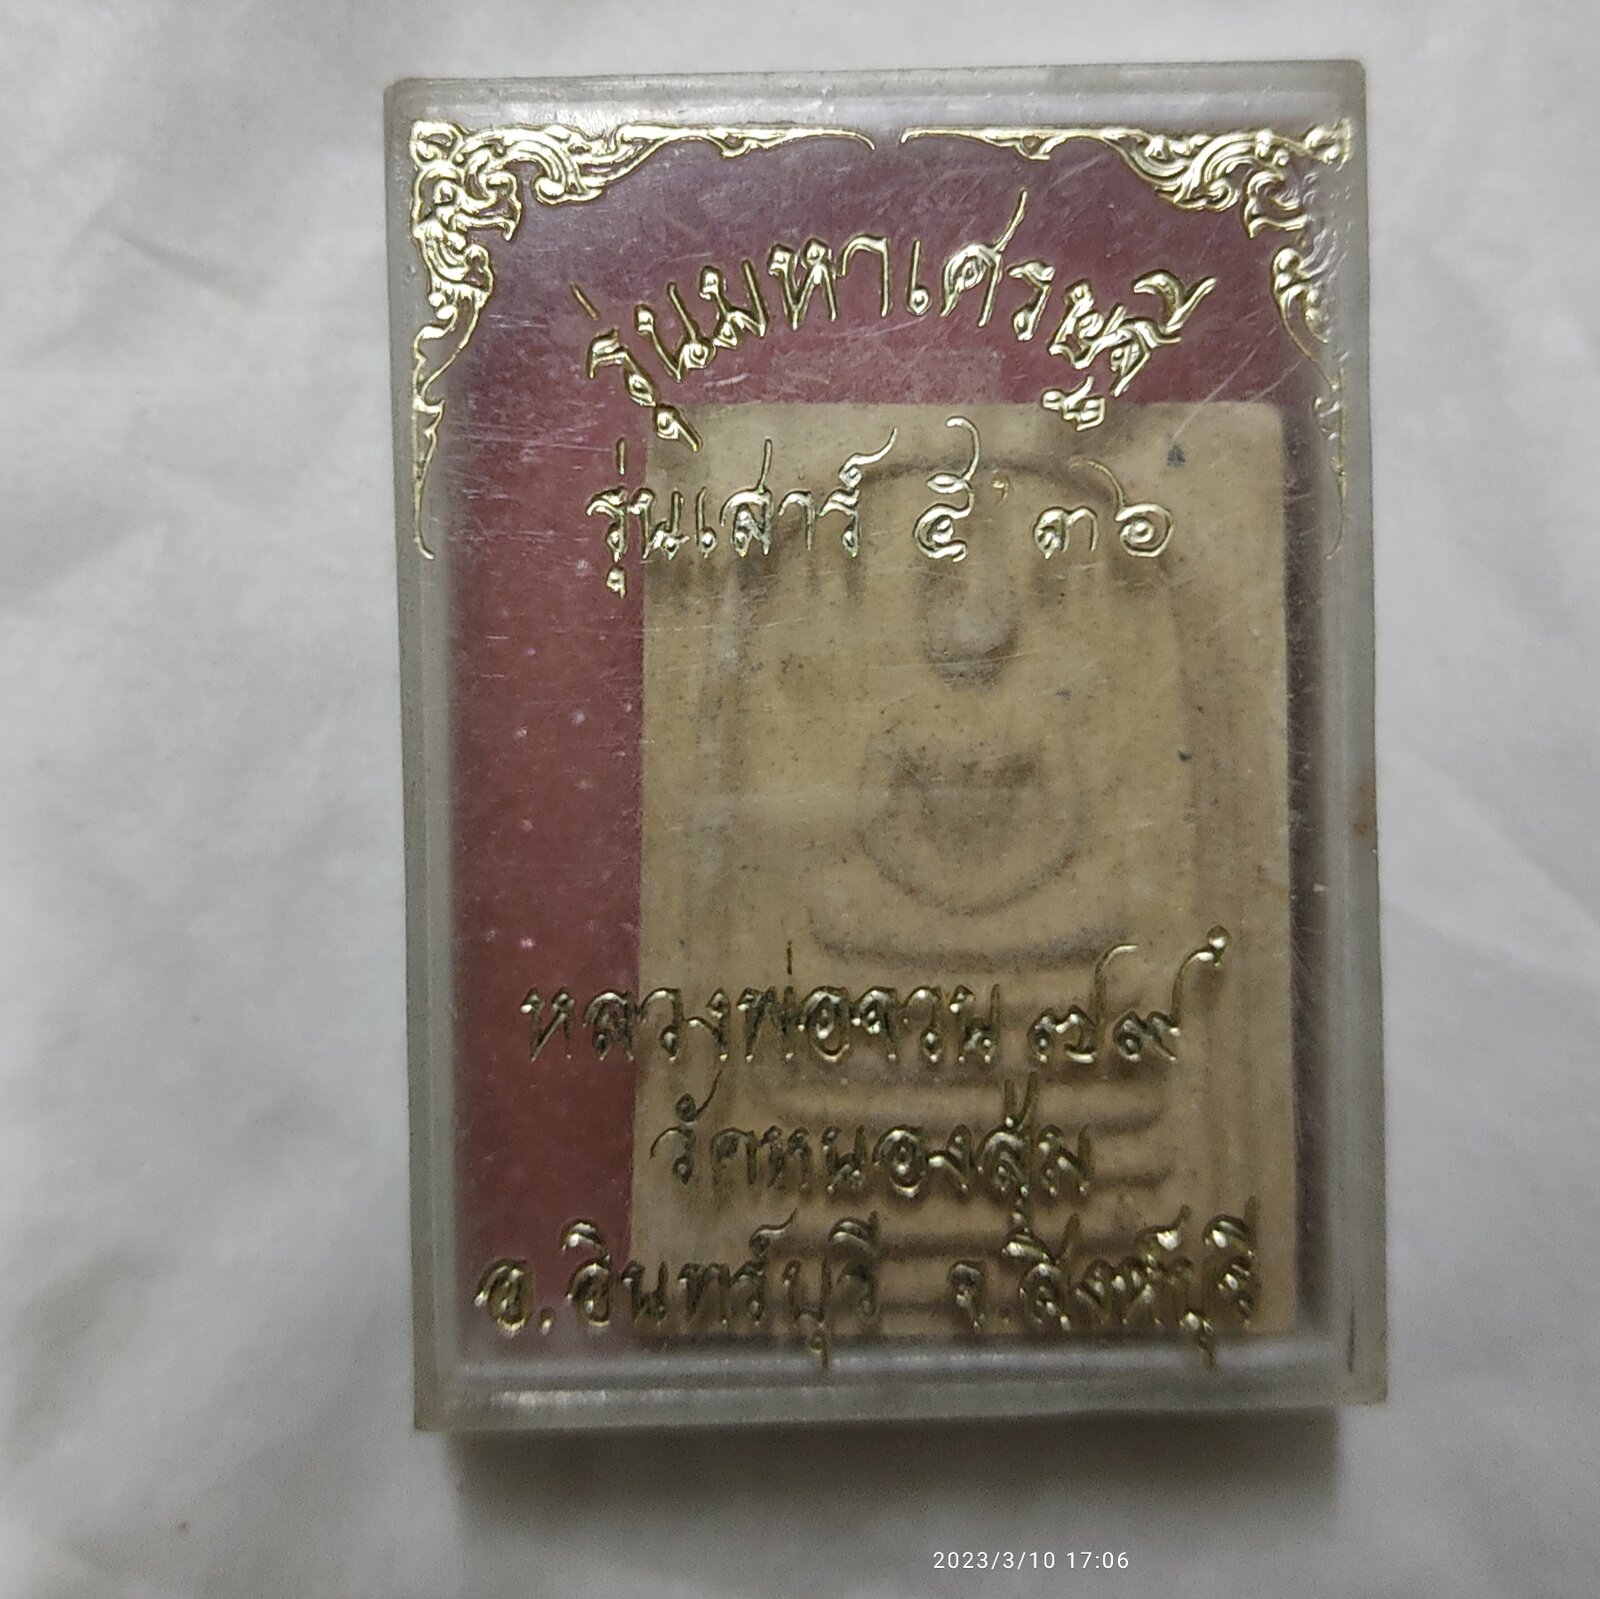 รุ่นมหาเศรษฐี
รุ่นเสาร์ ๕ ๓๖
หลวงพ่อจวน ๗๙
วัดหนองสุ่ม
อ.อินทร์บุรี จ.สิงห์บุรี
2023/3/10 17:06